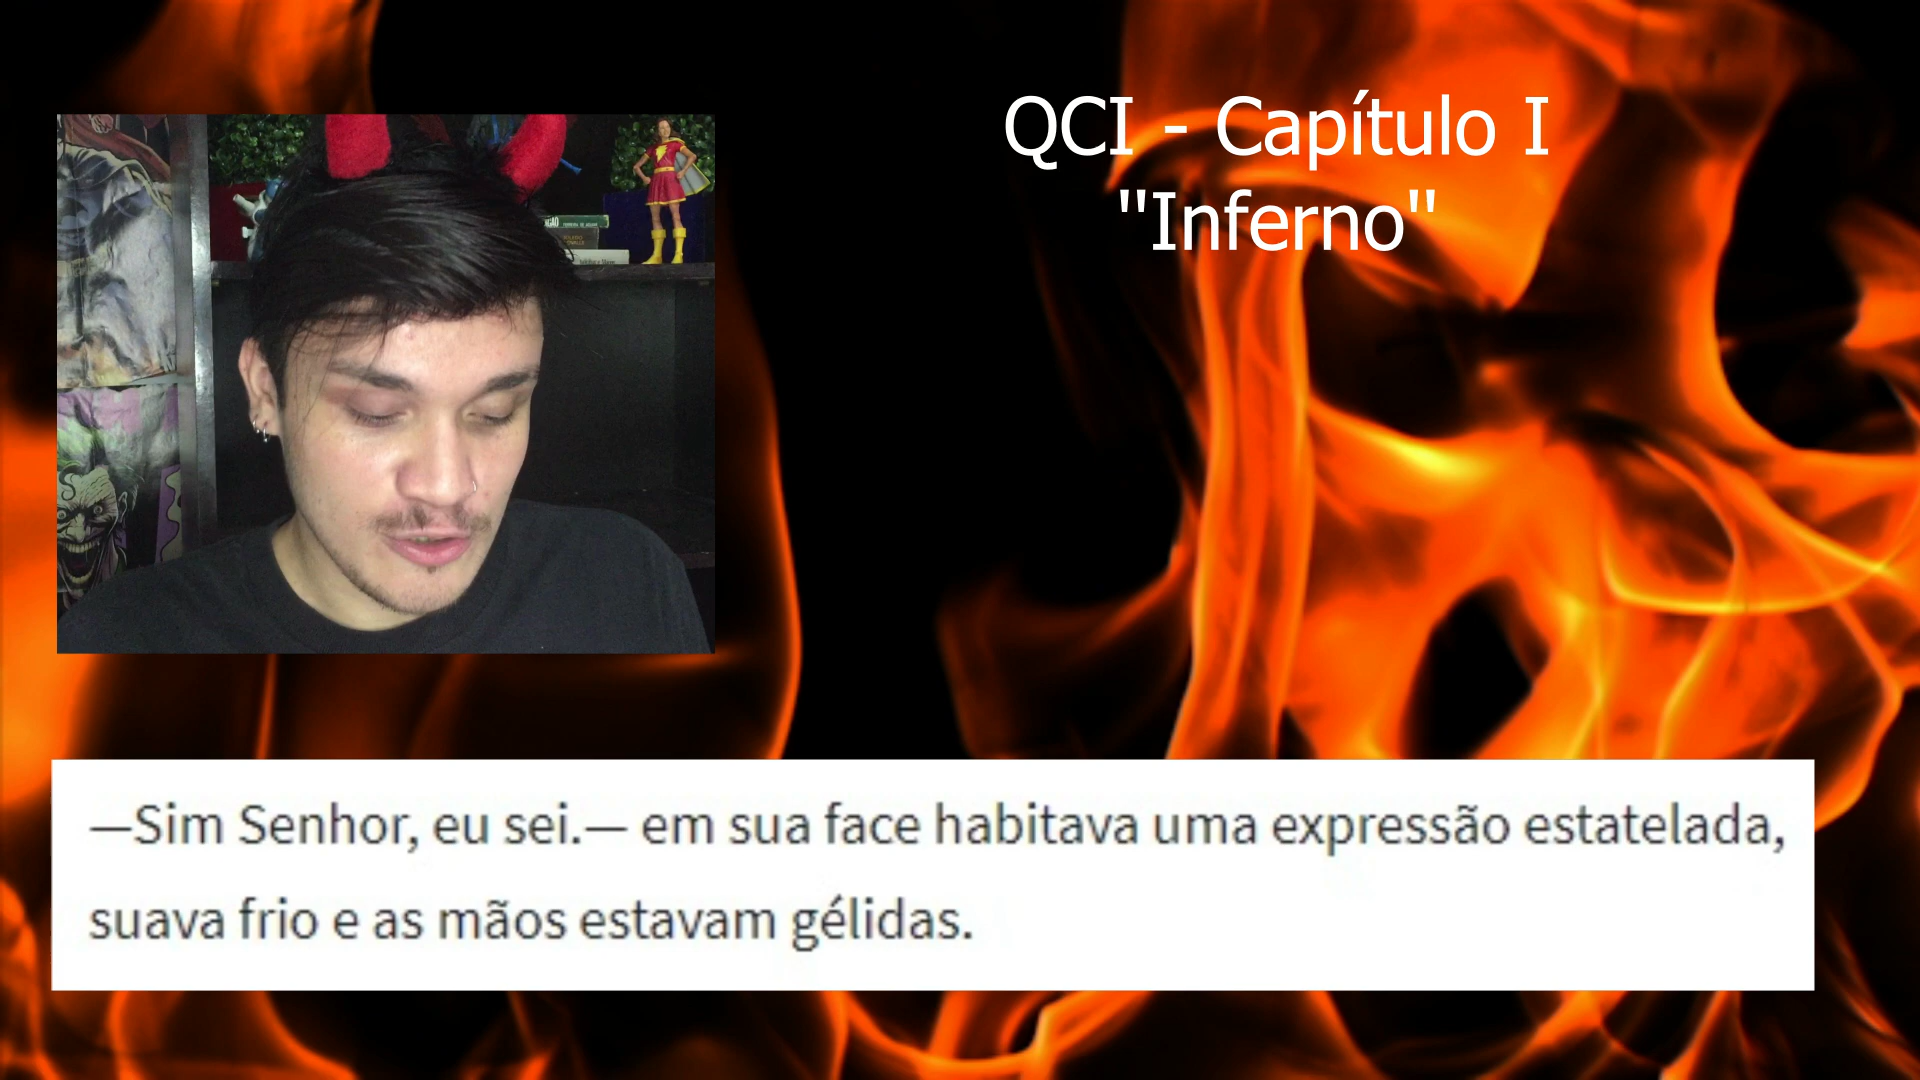 QCI - Capítulo I
"Inferno"
—Sim Senhor, eu sei.— em sua face habitava uma expressão estatelada,
suava frio e as mãos estavam gélidas.